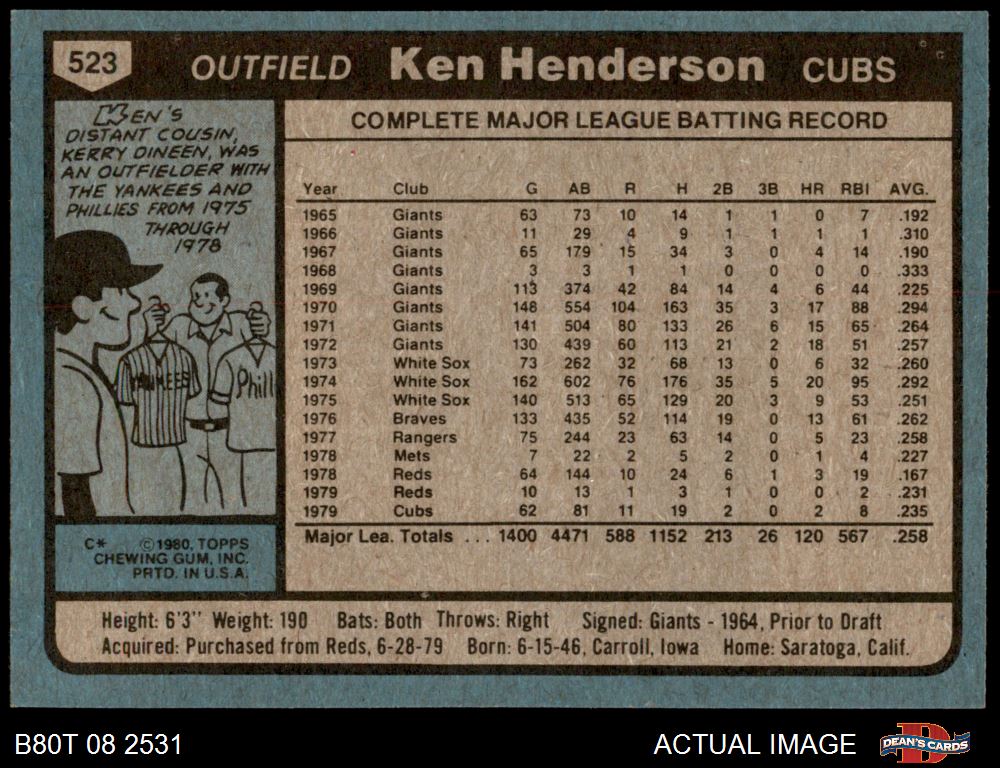 523 OUTFIELD Ken Henderson CUBS
KEN'S
DISTANT COUSIN,
KERRY DINEEN, WAS
AN OUTFIELDER WITH
THE YANKEES AND
PHILLIES FROM 1975
THROUGH
1978
YANKEES
Phill
C* ©1980, TOPPS
CHEWING GUM, INC.
PRTD. IN U.S.A.
COMPLETE MAJOR LEAGUE BATTING RECORD
Year Club G AB R H 2B 3B HR RBI AVG.
1965 Giants 63 73 10 14 1 1 0 7 .192
1966 Giants 11 29 4 9 1 1 1 1 .310
1967 Giants 65 179 15 34 3 0 4 14 .190
1968 Giants 3 3 1 1 0 0 0 0 .333
1969 Giants 113 374 42 84 14 4 6 44 .225
1970 Giants 148 554 104 163 35 3 17 88 .294
1971 Giants 141 504 80 133 26 6 15 65 .264
1972 Giants 130 439 60 113 21 2 18 51 .257
1973 White Sox 73 262 32 68 13 0 6 32 .260
1974 White Sox 162 602 76 176 35 5 20 95 .292
1975 White Sox 140 513 65 129 20 3 9 53 .251
1976 Braves 133 435 52 114 19 0 13 61 .262
1977 Rangers 75 244 23 63 14 0 5 23 .258
1978 Mets 7 22 2 5 2 0 1 4 .227
1978 Reds 64 144 10 24 6 1 3 19 .167
1979 Reds 10 13 1 3 1 0 0 2 .231
1979 Cubs 62 81 11 19 2 0 2 8 .235
Major Lea. Totals ... 1400 4471 588 1152 213 26 120 567 .258
Height: 6'3" Weight: 190 Bats: Both Throws: Right Signed: Giants - 1964, Prior to Draft
Acquired: Purchased from Reds, 6-28-79 Born: 6-15-46, Carroll, Iowa Home: Saratoga, Calif.
B80T 08 2531 ACTUAL IMAGE D DEAN'S CARDS